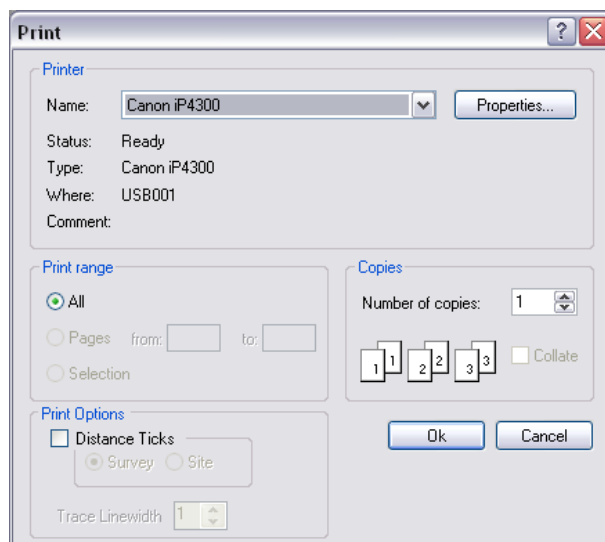 Print
Printer
Name: Canon iP4300 Properties...
Status: Ready
Type: Canon iP4300
Where: USB001
Comment:
Print range
All
Pages from: to:
Selection
Copies
Number of copies: 1
1 1 2 2 3 3
Collate
Print Options
Distance Ticks
Survey Site
Trace Linewidth 1
Ok Cancel